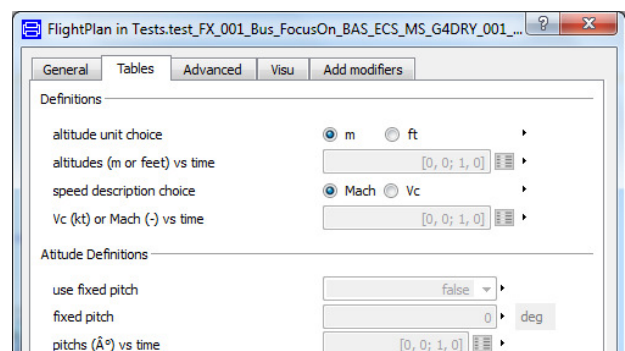 FlightPlan in Tests.test_FX_001_Bus_FocusOn_BAS_ECS_MS_G4DRY_001_...
General Tables Advanced Visu Add modifiers
Definitions
altitude unit choice m ft
altitudes (m or feet) vs time [0, 0; 1, 0]
speed description choice Mach Vc
Vc (kt) or Mach (-) vs time [0, 0; 1, 0]
Atitude Definitions
use fixed pitch false
fixed pitch 0 deg
pitchs (Âº) vs time [0, 0; 1, 0]